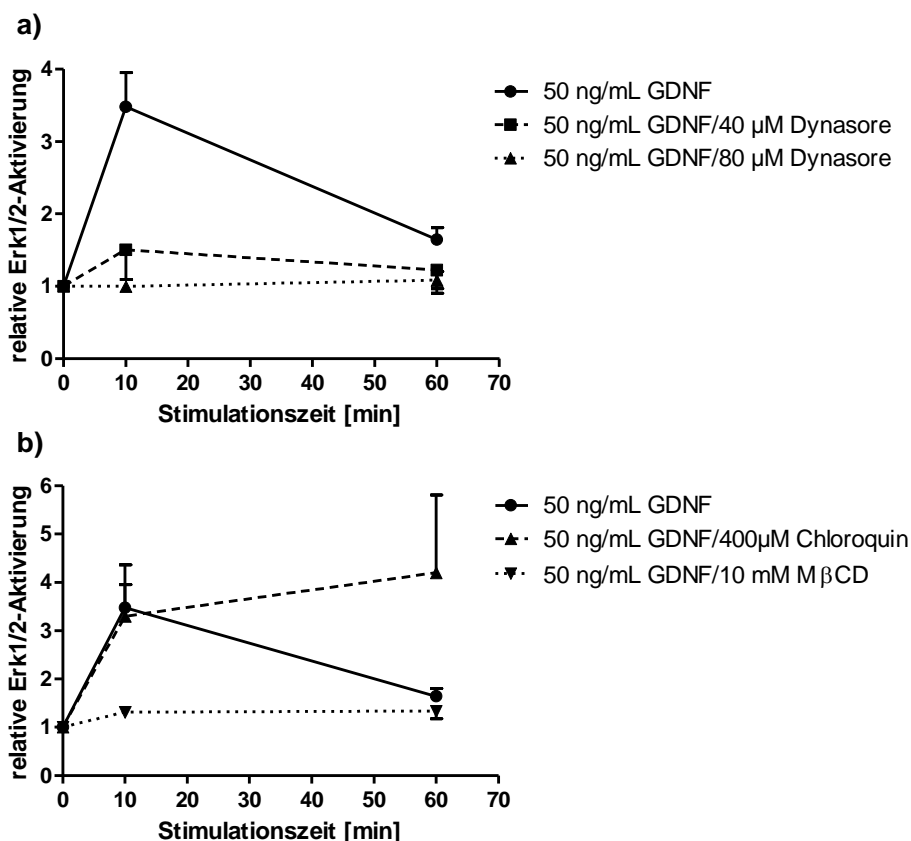 a)
relative Erk1/2-Aktivierung
4
3
2
1
0
0 10 20 30 40 50 60 70
Stimulationszeit [min]
50 ng/mL GDNF
50 ng/mL GDNF/40 µM Dynasore
50 ng/mL GDNF/80 µM Dynasore
b)
relative Erk1/2-Aktivierung
6
5
4
3
2
1
0
0 10 20 30 40 50 60 70
Stimulationszeit [min]
50 ng/mL GDNF
50 ng/mL GDNF/400µM Chloroquin
50 ng/mL GDNF/10 mM MβCD